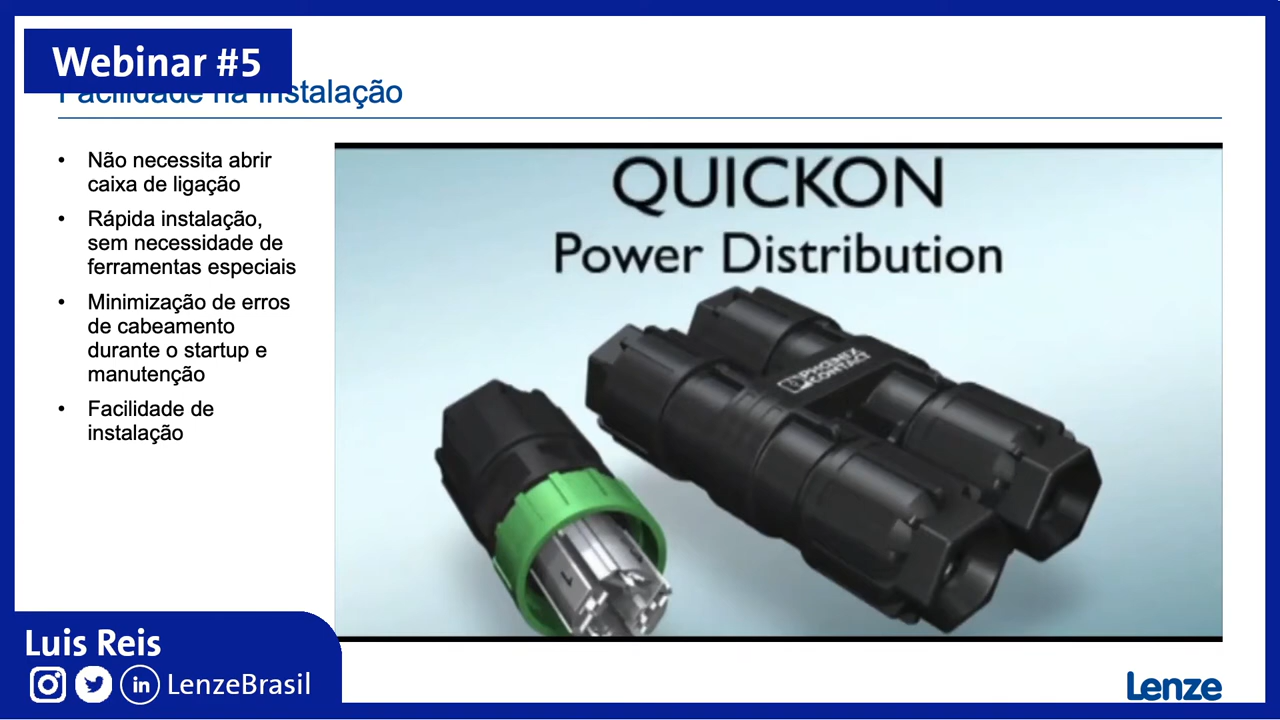 Webinar #5
Facilidade na Instalação
• Não necessita abrir
caixa de ligação
• Rápida instalação,
sem necessidade de
ferramentas especiais
• Minimização de erros
de cabeamento
durante o startup e
manutenção
• Facilidade de
instalação
QUICKON
Power Distribution
PHOENIX
CONTACT
1
Luis Reis
in LenzeBrasil
Lenze